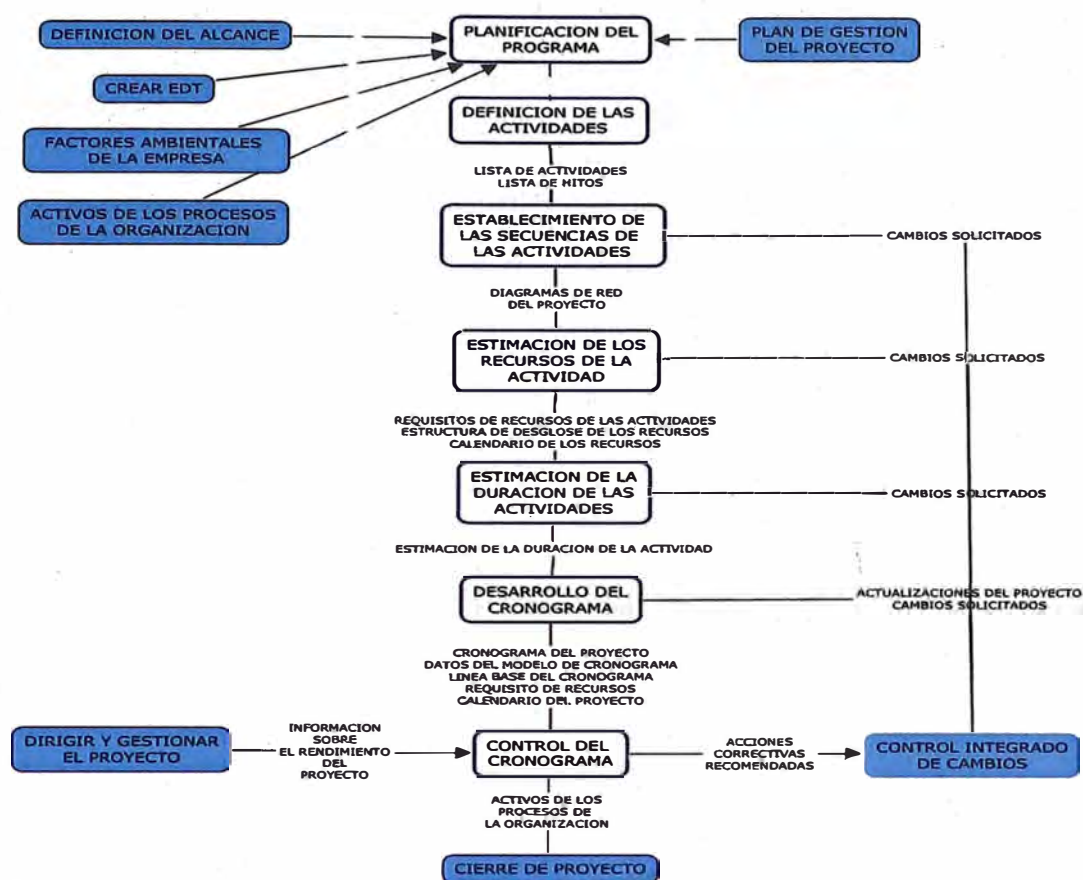 DEFINICION DEL ALCANCE
PLANIFICACION DEL
PROGRAMA
PLAN DE GESTION
DEL PROYECTO
CREAR EDT
DEFINICION DE LAS
ACTIVIDADES
FACTORES AMBIENTALES
DE LA EMPRESA
LISTA DE ACTIVIDADES
LISTA DE HITOS
ACTIVOS DE LOS PROCESOS
DE LA ORGANIZACION
ESTABLECIMIENTO DE
LAS SECUENCIAS DE
LAS ACTIVIDADES
CAMBIOS SOLICITADOS
DIAGRAMAS DE RED
DEL PROYECTO
ESTIMACION DE LOS
RECURSOS DE LA
ACTIVIDAD
CAMBIOS SOLICITADOS
REQUISITOS DE RECURSOS DE LAS ACTIVIDADES
ESTRUCTURA DE DESGLOSE DE LOS RECURSOS
CALENDARIO DE LOS RECURSOS
ESTIMACION DE LA
DURACION DE LAS
ACTIVIDADES
CAMBIOS SOLICITADOS
ESTIMACION DE LA DURACION DE LA ACTIVIDAD
DESARROLLO DEL
CRONOGRAMA
ACTUALIZACIONES DEL PROYECTO
CAMBIOS SOLICITADOS
CRONOGRAMA DEL PROYECTO
DATOS DEL MODELO DE CRONOGRAMA
LINEA BASE DEL CRONOGRAMA
REQUISITO DE RECURSOS
CALENDARIO DEL PROYECTO
DIRIGIR Y GESTIONAR
EL PROYECTO
INFORMACION
SOBRE
EL RENDIMIENTO
DEL
PROYECTO
CONTROL DEL
CRONOGRAMA
ACCIONES
CORRECTIVAS
RECOMENDADAS
CONTROL INTEGRADO
DE CAMBIOS
ACTIVOS DE LOS
PROCESOS DE
LA ORGANIZACION
CIERRE DE PROYECTO